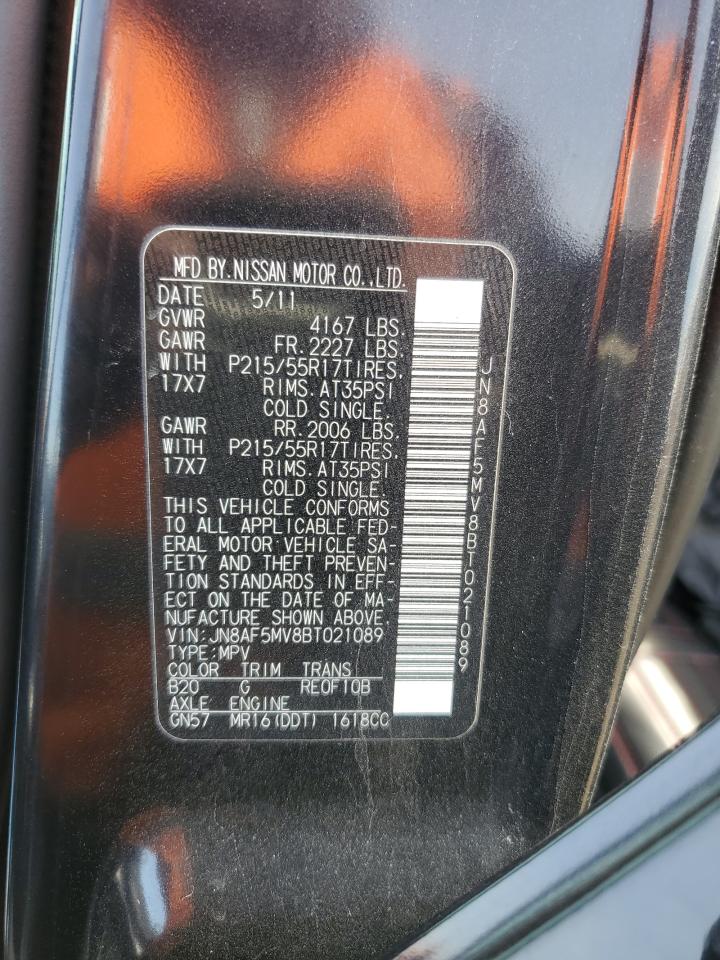 MFD BY.NISSAN MOTOR CO.,LTD.
DATE 5/11
GVWR 4167 LBS.
GAWR FR.2227 LBS.
WITH P215/55R17TIRES.
17X7 RIMS.AT35PSI
COLD SINGLE.
GAWR RR.2006 LBS.
WITH P215/55R17TIRES.
17X7 RIMS.AT35PSI
COLD SINGLE.
THIS VEHICLE CONFORMS
TO ALL APPLICABLE FED-
ERAL MOTOR VEHICLE SA-
FETY AND THEFT PREVEN-
TION STANDARDS IN EFF-
ECT ON THE DATE OF MA-
NUFACTURE SHOWN ABOVE.
VIN:JN8AF5MV8BT021089
TYPE:MPV
COLOR TRIM TRANS
B20 G RE0F10B
AXLE ENGINE
GN57 MR16(DDT) 1618CC
JN8AF5MV8BT021089